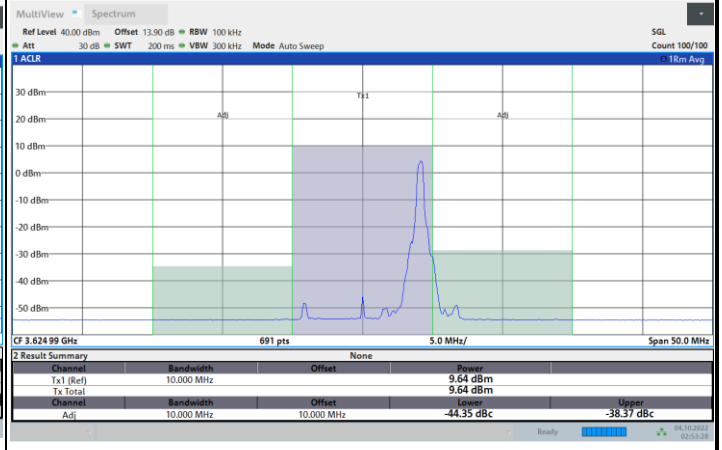 MultiView Spectrum
Ref Level 40.00 dBm Offset 13.90 dB RBW 100 kHz SGL
Att 30 dB SWT 200 ms VBW 300 kHz Mode Auto Sweep Count 100/100
1 ACLR 1Rm Avg
30 dBm
Tx1
20 dBm Adj Adj
10 dBm
0 dBm
-10 dBm
-20 dBm
-30 dBm
-40 dBm
-50 dBm
CF 3.624 99 GHz 691 pts 5.0 MHz/ Span 50.0 MHz
2 Result Summary None
Channel Bandwidth Offset Power
Tx1 (Ref) 10.000 MHz 9.64 dBm
Tx Total 9.64 dBm
Channel Bandwidth Offset Lower Upper
Adj 10.000 MHz 10.000 MHz -44.35 dBc -38.37 dBc
Ready 04.10.2022
02:53:28